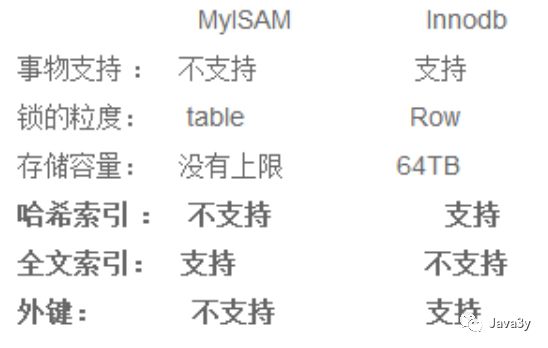 MyISAM Innodb
事物支持 ： 不支持 支持
锁的粒度： table Row
存储容量： 没有上限 64TB
哈希索引 ： 不支持 支持
全文索引： 支持 不支持
外键： 不支持 支持
Java3y